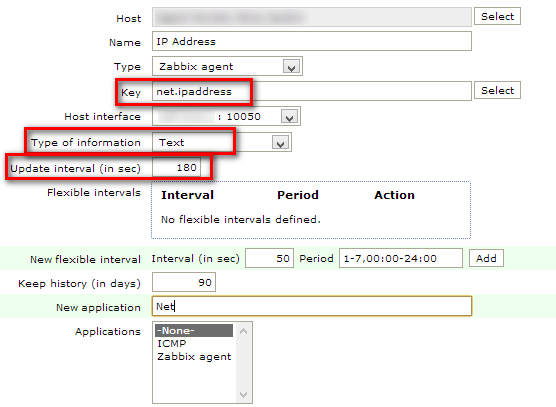 Host Select
Name IP Address
Type Zabbix agent
Key net.ipaddress Select
Host interface : 10050
Type of information Text
Update interval (in sec) 180
Flexible intervals Interval Period Action
No flexible intervals defined.
New flexible interval Interval (in sec) 50 Period 1-7,00:00-24:00 Add
Keep history (in days) 90
New application Net
Applications -None-
ICMP
Zabbix agent